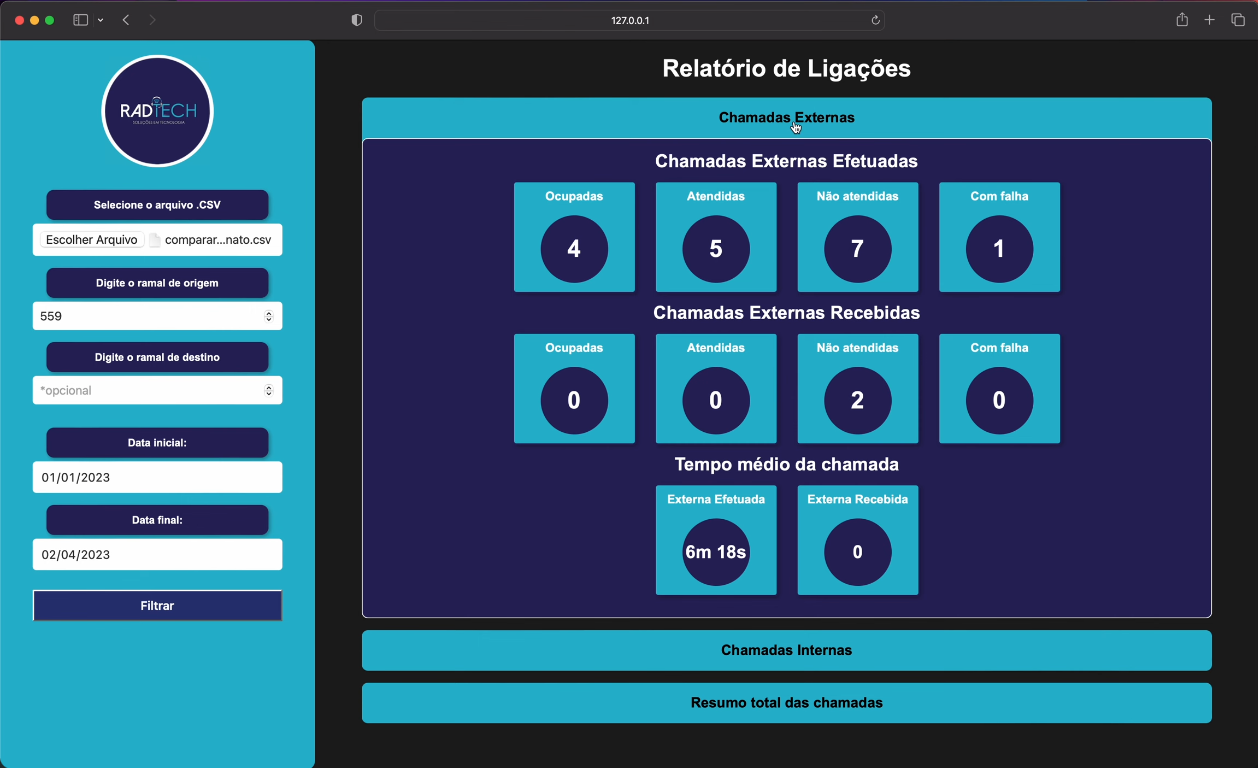 127.0.0.1
RADTECH
SOLUÇÕES EM TECNOLOGIA
Selecione o arquivo .CSV
Escolher Arquivo comparar...nato.csv
Digite o ramal de origem
559
Digite o ramal de destino
*opcional
Data inicial:
01/01/2023
Data final:
02/04/2023
Filtrar
Relatório de Ligações
Chamadas Externas
Chamadas Externas Efetuadas
Ocupadas Atendidas Não atendidas Com falha
4 5 7 1
Chamadas Externas Recebidas
Ocupadas Atendidas Não atendidas Com falha
0 0 2 0
Tempo médio da chamada
Externa Efetuada Externa Recebida
6m 18s 0
Chamadas Internas
Resumo total das chamadas